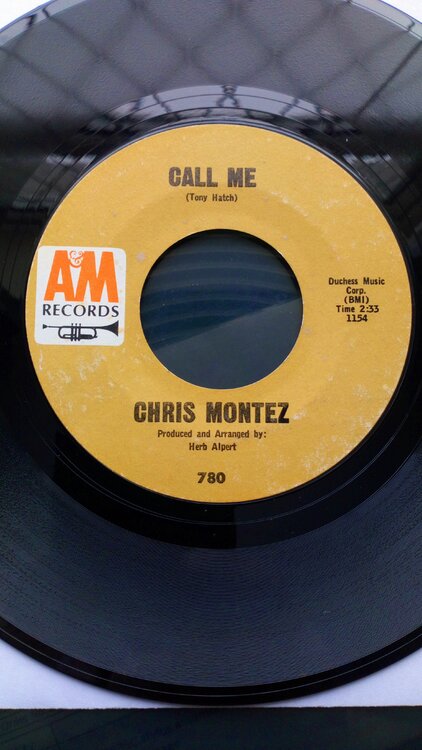 CALL ME
(Tony Hatch)
A&M
RECORDS
Duchess Music
Corp.
(BMI)
Time 2:33
1154
CHRIS MONTEZ
Produced and Arranged by:
Herb Alpert
780